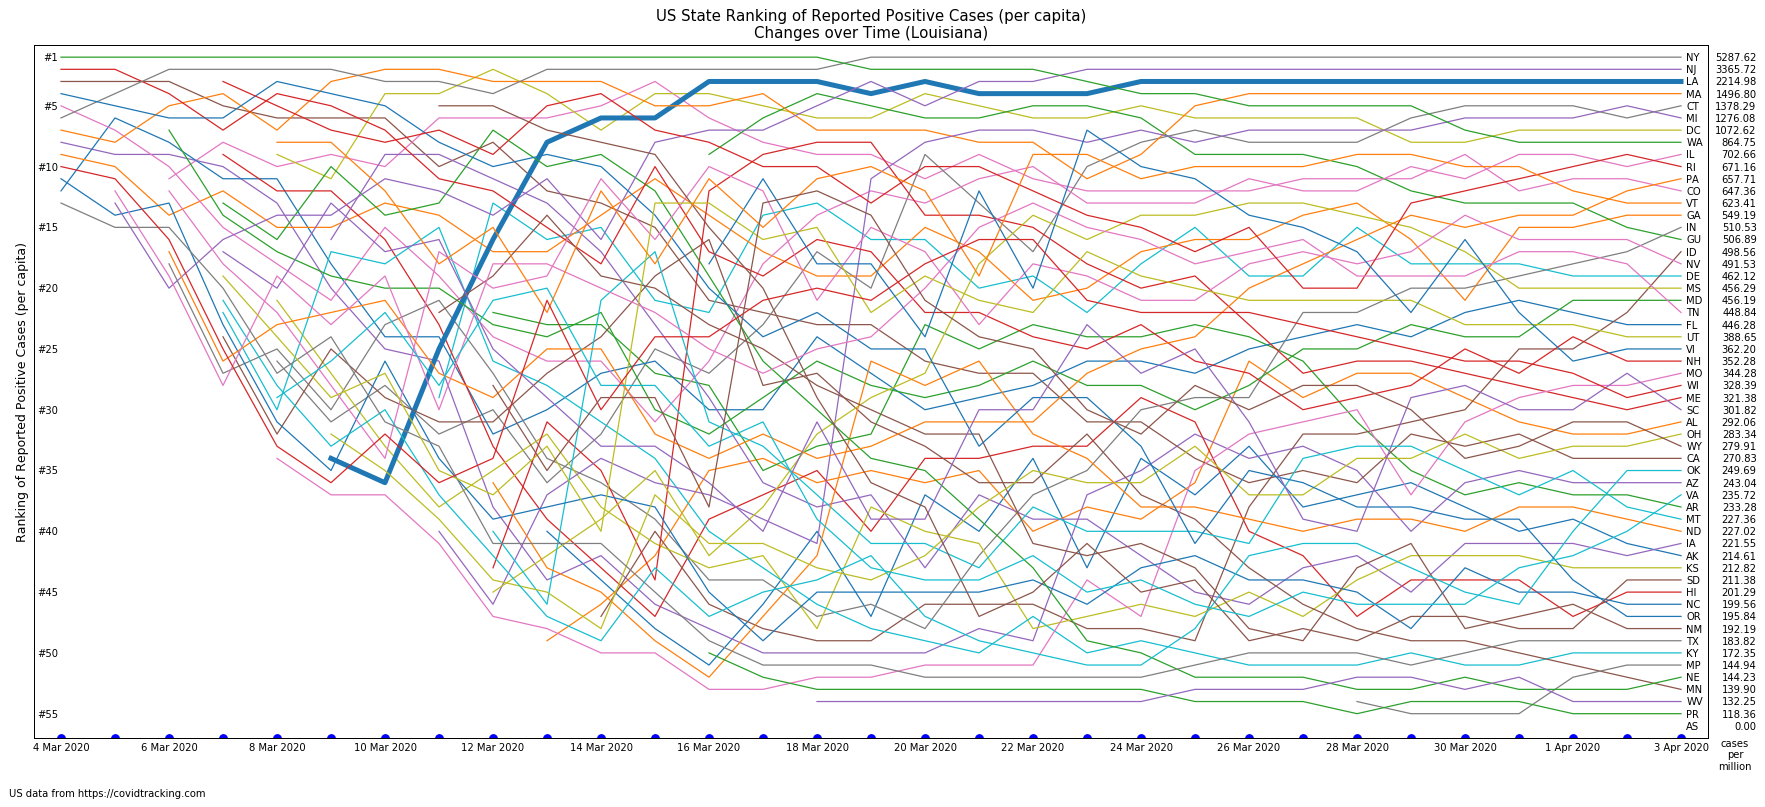 US State Ranking of Reported Positive Cases (per capita)
Changes over Time (Louisiana)
Ranking of Reported Positive Cases (per capita)
#1
#5
#10
#15
#20
#25
#30
#35
#40
#45
#50
#55
NY 5287.62
NJ 3365.72
LA 2214.98
MA 1496.80
CT 1378.29
MI 1276.08
DC 1072.62
WA 864.75
IL 702.66
RI 671.16
PA 657.71
CO 647.36
VT 623.41
GA 549.19
IN 510.53
GU 506.89
ID 498.56
NV 491.53
DE 462.12
MS 456.29
MD 456.19
TN 448.84
FL 446.28
UT 388.65
VI 362.20
NH 352.28
MO 344.28
WI 328.39
ME 321.38
SC 301.82
AL 292.06
OH 283.34
WY 279.91
CA 270.83
OK 249.69
AZ 243.04
VA 235.72
AR 233.28
MT 227.36
ND 227.02
IA 221.55
AK 214.61
KS 212.82
SD 211.38
HI 201.29
NC 199.56
OR 195.84
NM 192.19
TX 183.82
KY 172.35
MP 144.94
NE 144.23
MN 139.90
WV 132.25
PR 118.36
AS 0.00
4 Mar 2020 6 Mar 2020 8 Mar 2020 10 Mar 2020 12 Mar 2020 14 Mar 2020 16 Mar 2020 18 Mar 2020 20 Mar 2020 22 Mar 2020 24 Mar 2020 26 Mar 2020 28 Mar 2020 30 Mar 2020 1 Apr 2020 3 Apr 2020
cases
per
million
US data from https://covidtracking.com